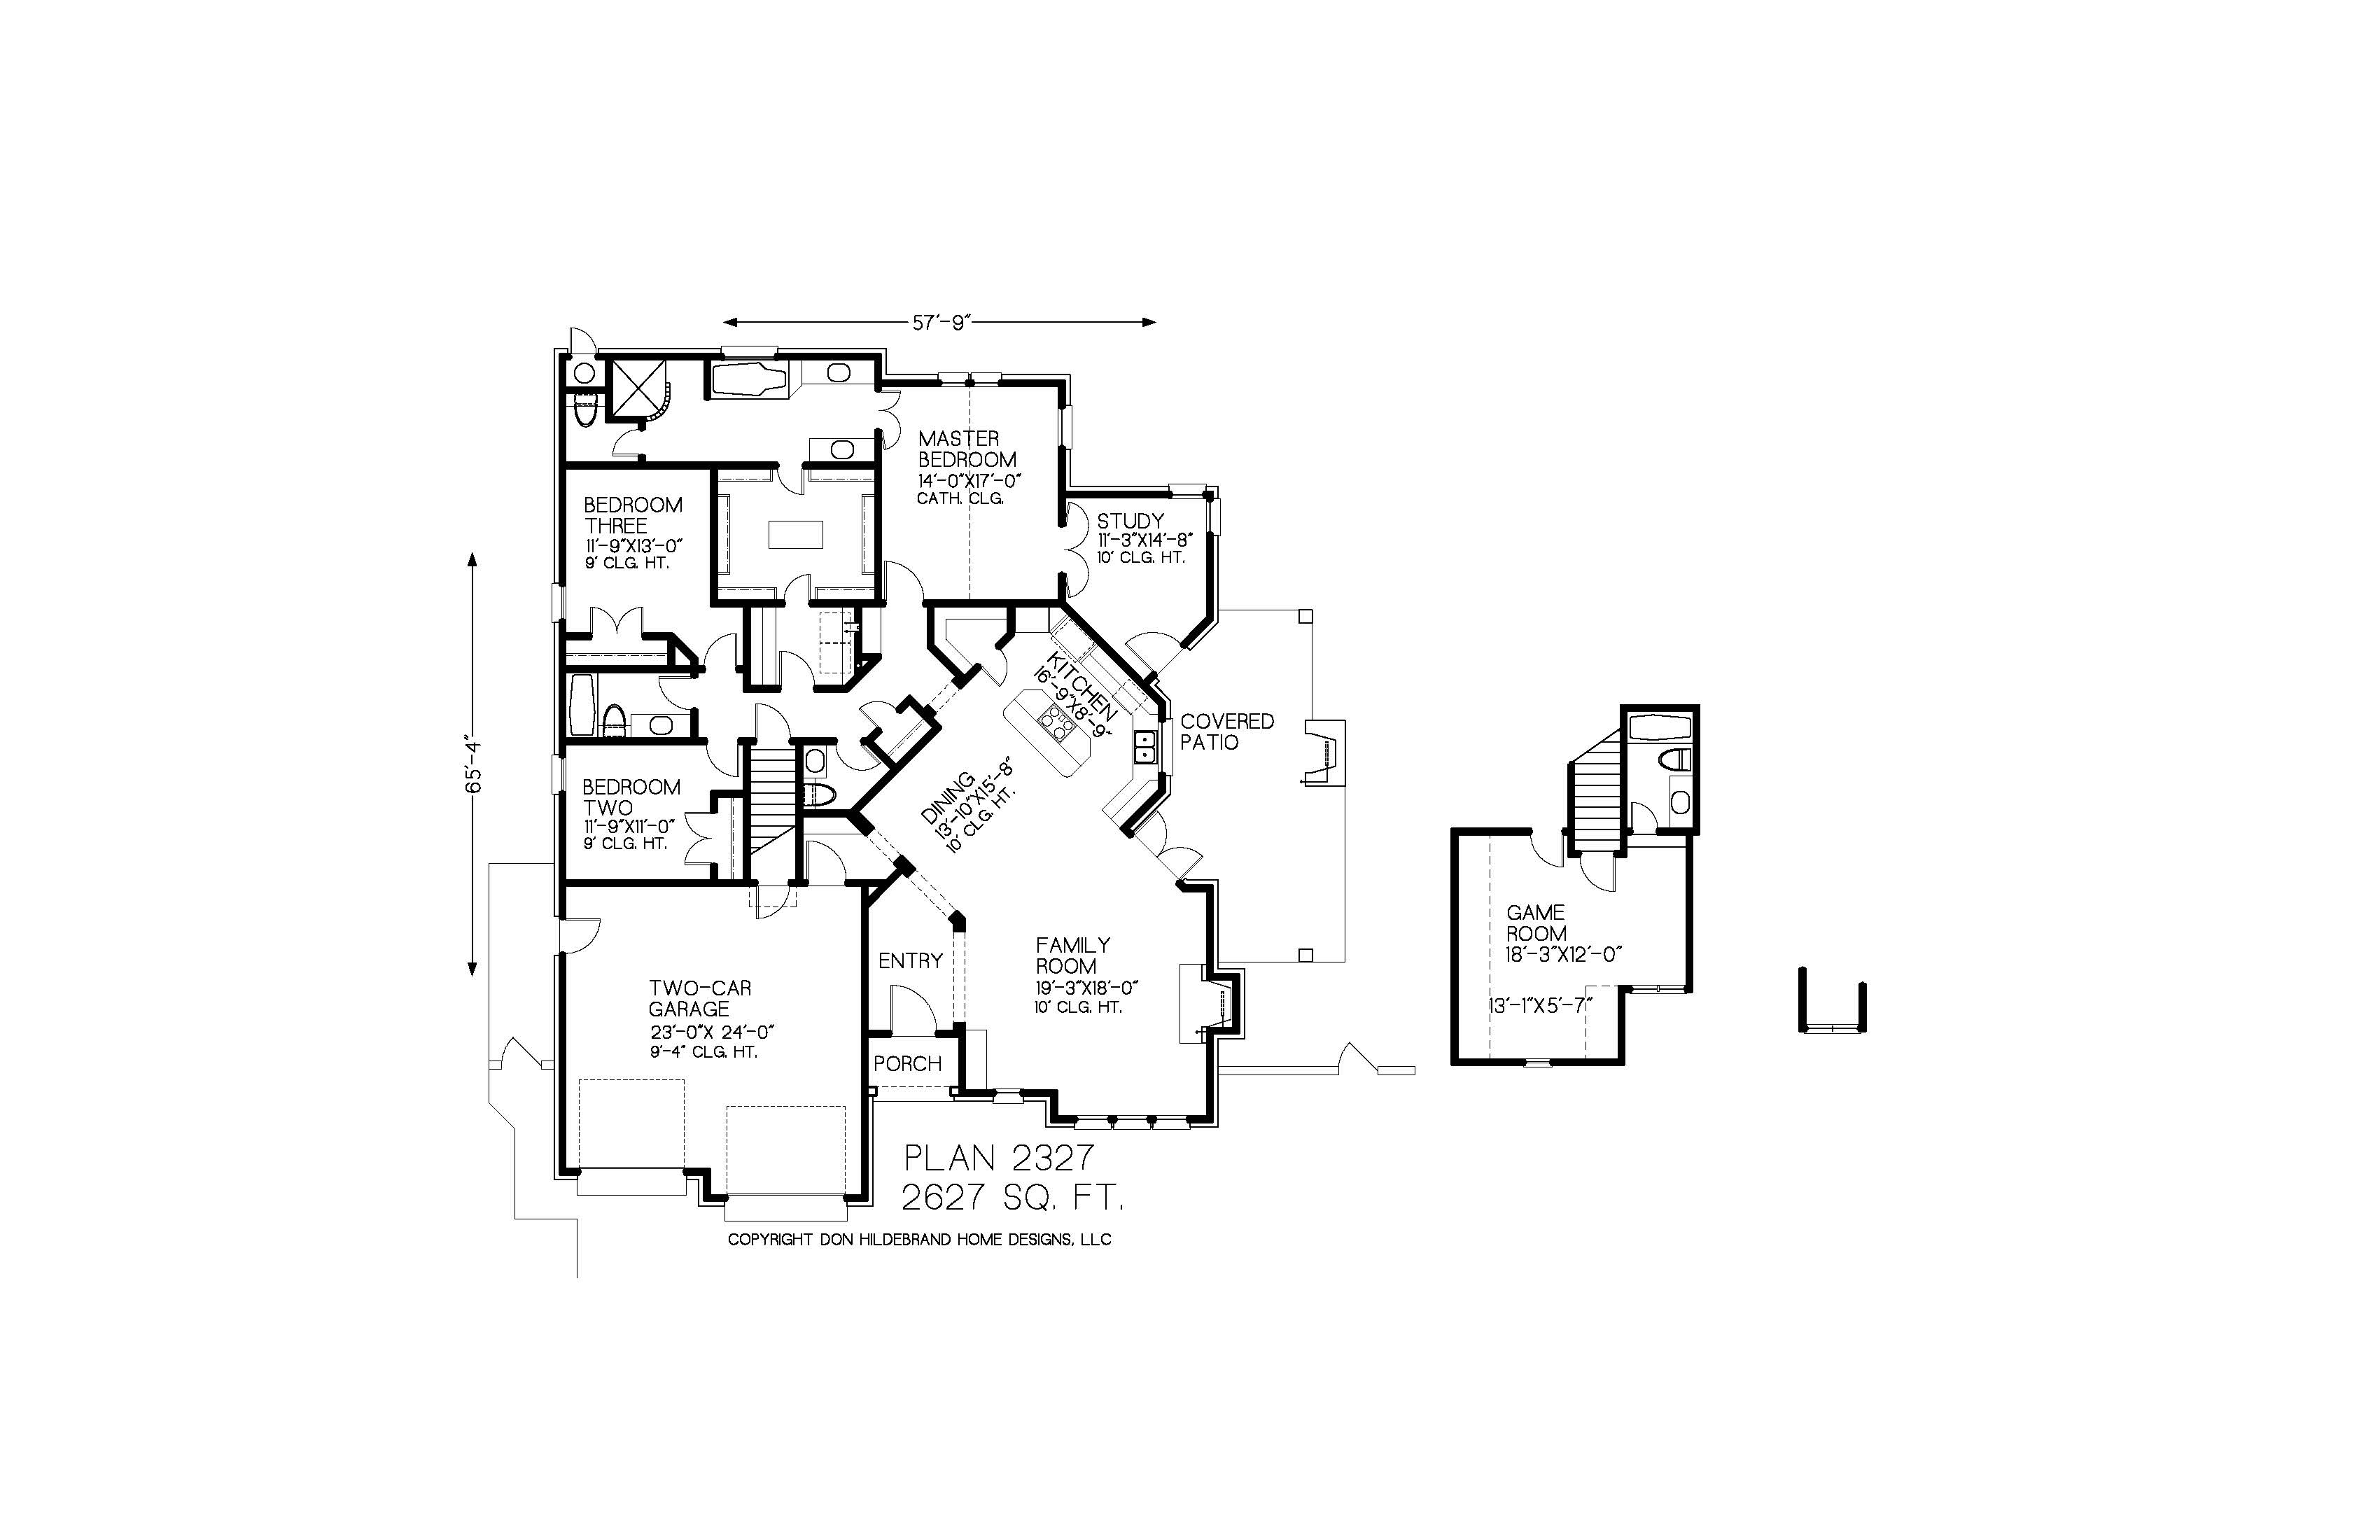 57'-9"
MASTER
BEDROOM
14'-0"X17'-0"
CATH. CLG.
BEDROOM
THREE
11'-9"X13'-0"
9' CLG. HT.
STUDY
11'-3"X14'-8"
10' CLG. HT.
KITCHEN
16'-9"X8'-9"
COVERED
PATIO
65'-4"
BEDROOM
TWO
11'-9"X11'-0"
9' CLG. HT.
DINING
13'-10"X15'-8"
10' CLG. HT.
GAME
ROOM
18'-3"X12'-0"
13'-1"X5'-7"
ENTRY
FAMILY
ROOM
19'-3"X18'-0"
10' CLG. HT.
TWO-CAR
GARAGE
23'-0"X 24'-0"
9'-4" CLG. HT.
PORCH
PLAN 2327
2627 SQ. FT.
COPYRIGHT DON HILDEBRAND HOME DESIGNS, LLC